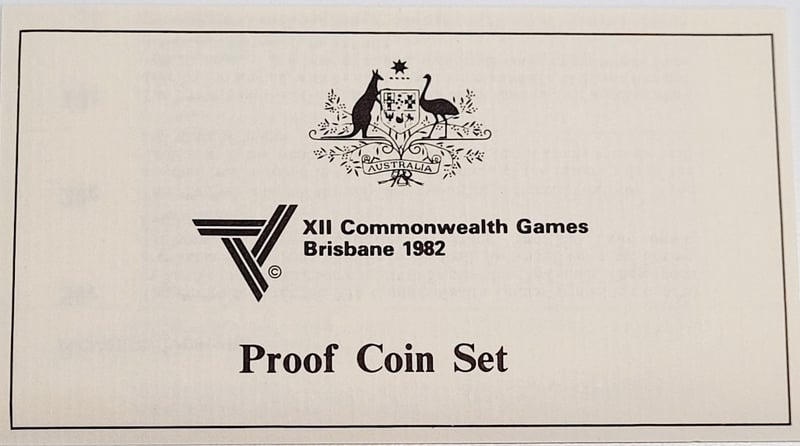 AUSTRALIA
XII Commonwealth Games
Brisbane 1982
©
Proof Coin Set